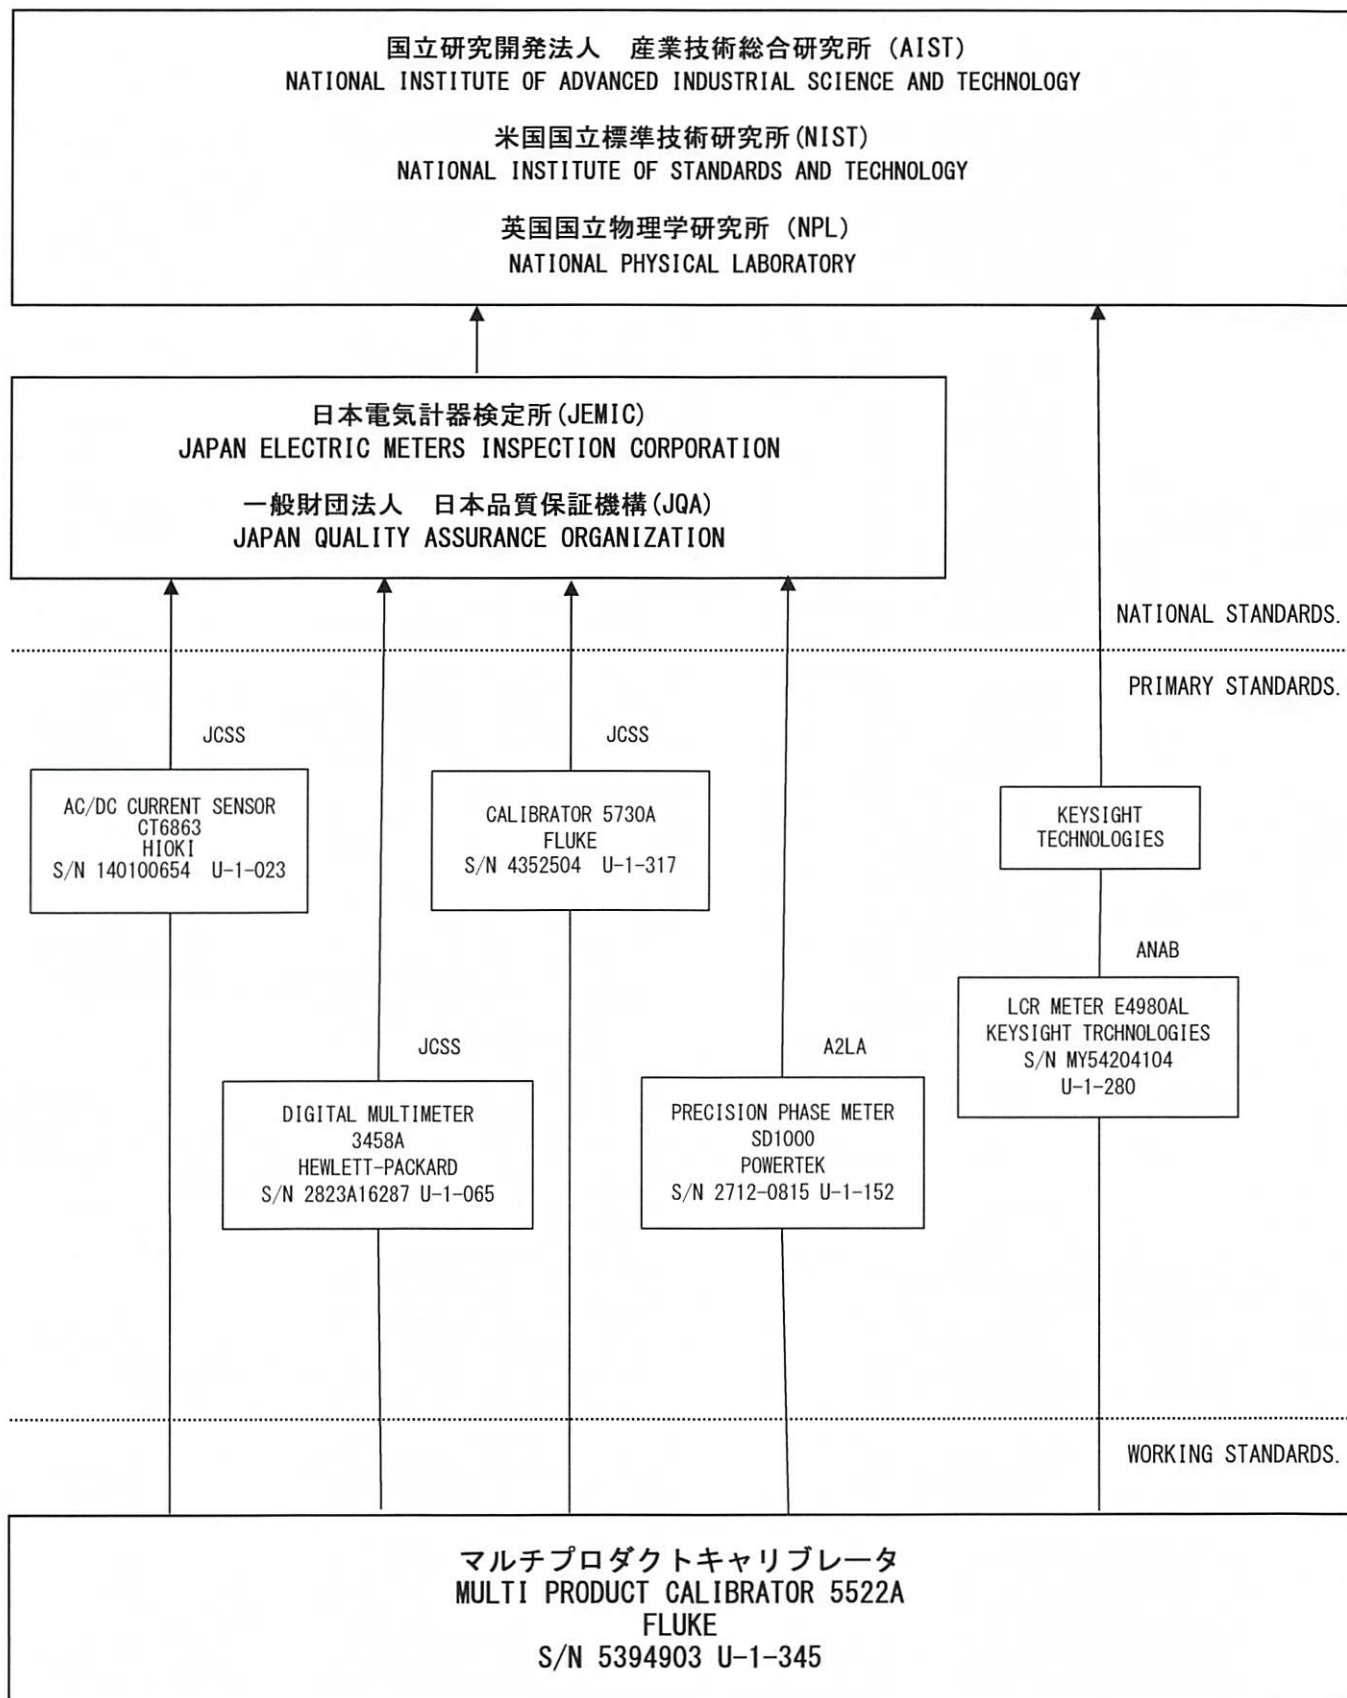 国立研究開発法人　産業技術総合研究所 (AIST)
NATIONAL INSTITUTE OF ADVANCED INDUSTRIAL SCIENCE AND TECHNOLOGY
米国国立標準技術研究所(NIST)
NATIONAL INSTITUTE OF STANDARDS AND TECHNOLOGY
英国国立物理学研究所 (NPL)
NATIONAL PHYSICAL LABORATORY
日本電気計器検定所(JEMIC)
JAPAN ELECTRIC METERS INSPECTION CORPORATION
一般財団法人　日本品質保証機構(JQA)
JAPAN QUALITY ASSURANCE ORGANIZATION
NATIONAL STANDARDS.
PRIMARY STANDARDS.
JCSS
AC/DC CURRENT SENSOR
CT6863
HIOKI
S/N 140100654 U-1-023
JCSS
CALIBRATOR 5730A
FLUKE
S/N 4352504 U-1-317
KEYSIGHT
TECHNOLOGIES
ANAB
LCR METER E4980AL
KEYSIGHT TRCHNOLOGIES
S/N MY54204104
U-1-280
JCSS
DIGITAL MULTIMETER
3458A
HEWLETT-PACKARD
S/N 2823A16287 U-1-065
A2LA
PRECISION PHASE METER
SD1000
POWERTEK
S/N 2712-0815 U-1-152
WORKING STANDARDS.
マルチプロダクトキャリブレータ
MULTI PRODUCT CALIBRATOR 5522A
FLUKE
S/N 5394903 U-1-345